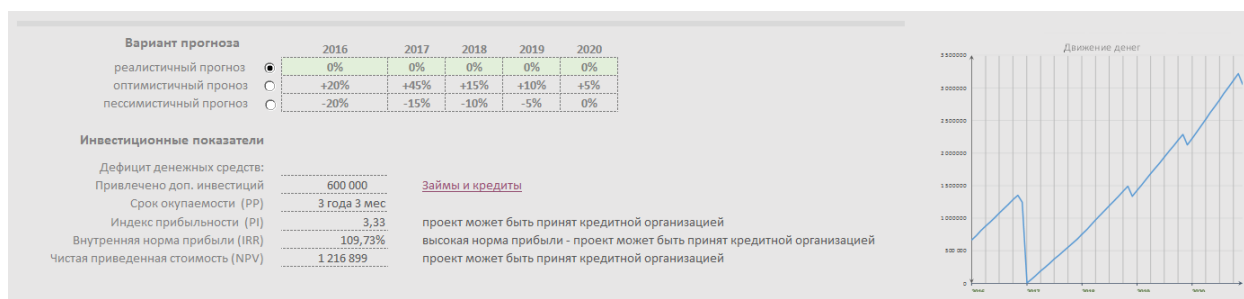 Вариант прогноза 2016 2017 2018 2019 2020
реалистичный прогноз 0% 0% 0% 0% 0%
оптимистичный проноз +20% +45% +15% +10% +5%
пессимистичный прогноз -20% -15% -10% -5% 0%
Инвестиционные показатели
Дефицит денежных средств:
Привлечено доп. инвестиций 600 000 Займы и кредиты
Срок окупаемости (PP) 3 года 3 мес
Индекс прибыльности (PI) 3,33 проект может быть принят кредитной организацией
Внутренняя норма прибыли (IRR) 109,73% высокая норма прибыли - проект может быть принят кредитной организацией
Чистая приведенная стоимость (NPV) 1 216 899 проект может быть принят кредитной организацией
Движение денег
3 500000
3 000000
2 500000
2 000000
1 500000
1 000000
500 000
0
2016 2017 2018 2019 2020